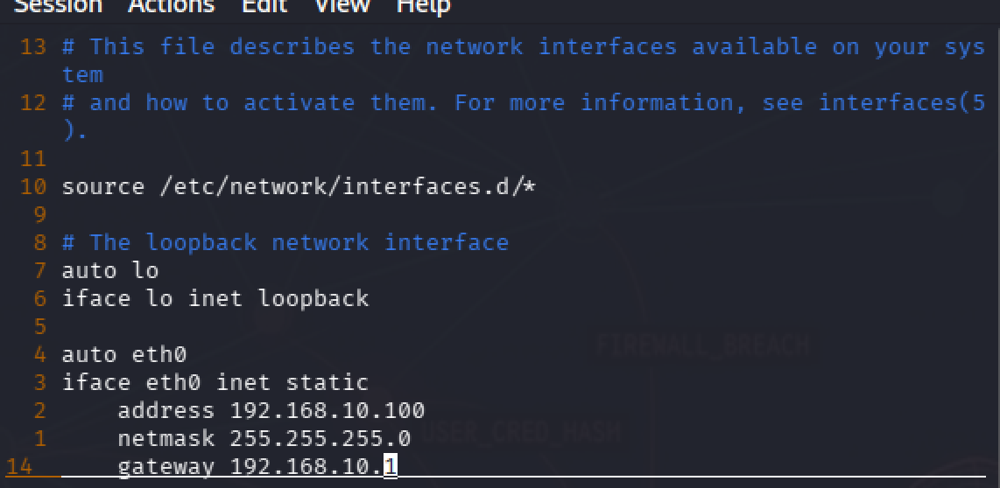 Session Actions Edit View Help
13 # This file describes the network interfaces available on your sys
tem
12 # and how to activate them. For more information, see interfaces(5
).
11
10 source /etc/network/interfaces.d/*
9
8 # The loopback network interface
7 auto lo
6 iface lo inet loopback
5
4 auto eth0
3 iface eth0 inet static
2 address 192.168.10.100
1 netmask 255.255.255.0
14 gateway 192.168.10.1
FIREWALL_BREACH
USER_CRED_HASH